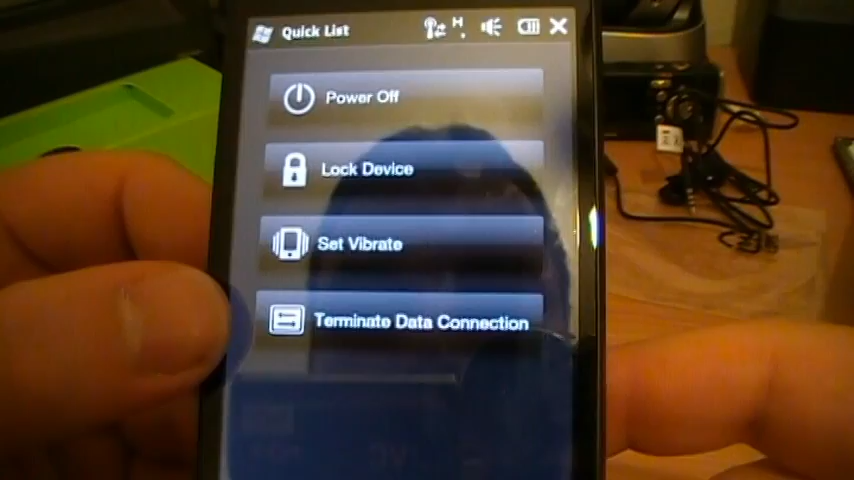 Quick List
H
Power Off
Lock Device
Set Vibrate
Terminate Data Connection